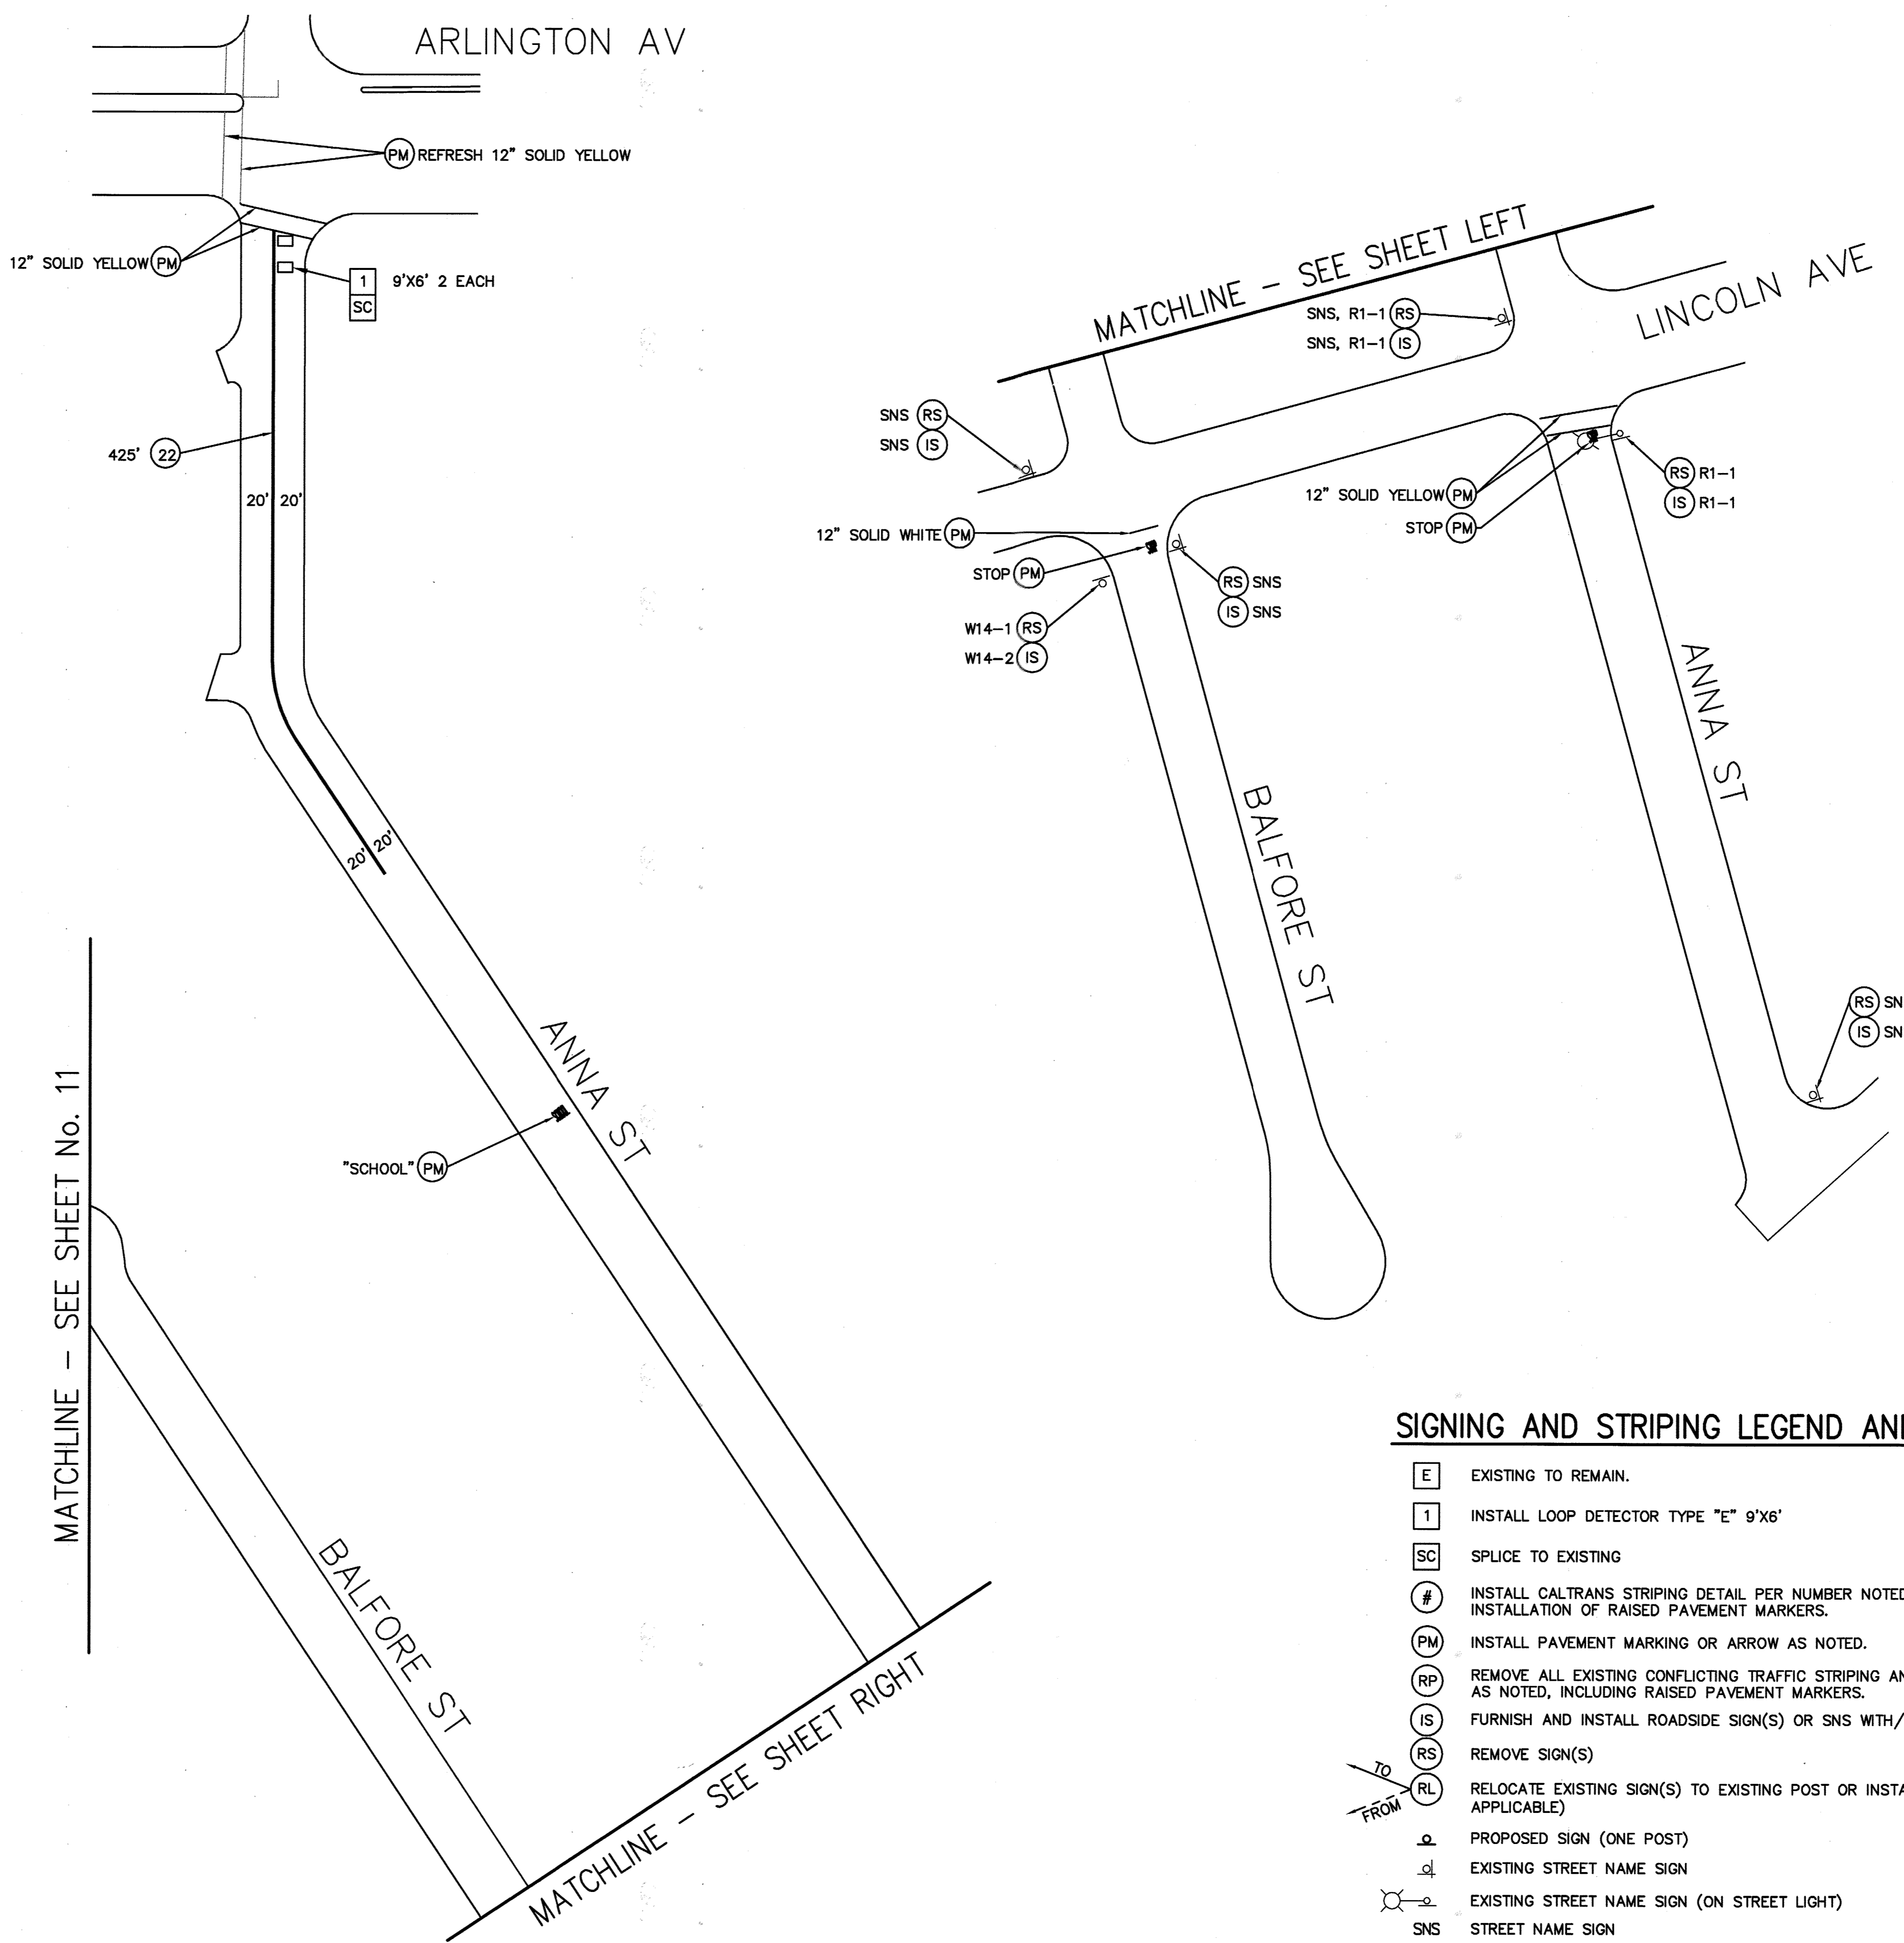 ARLINGTON AV
PM REFRESH 12" SOLID YELLOW
12" SOLID YELLOW PM
1 9'X6' 2 EACH
SC
425' 22
20' 20'
20' 20'
ANNA ST
"SCHOOL" PM
MATCHLINE - SEE SHEET No. 11
BALFORE ST
MATCHLINE - SEE SHEET RIGHT
MATCHLINE - SEE SHEET LEFT
LINCOLN AVE
SNS, R1-1 RS
SNS, R1-1 IS
SNS RS
SNS IS
12" SOLID YELLOW PM
STOP PM
RS R1-1
IS R1-1
12" SOLID WHITE PM
STOP PM
RS SNS
IS SNS
W14-1 RS
W14-2 IS
ANNA ST
BALFORE ST
RS SN
IS SN
SIGNING AND STRIPING LEGEND AN
E EXISTING TO REMAIN.
1 INSTALL LOOP DETECTOR TYPE "E" 9'X6'
SC SPLICE TO EXISTING
# INSTALL CALTRANS STRIPING DETAIL PER NUMBER NOTED
INSTALLATION OF RAISED PAVEMENT MARKERS.
PM INSTALL PAVEMENT MARKING OR ARROW AS NOTED.
RP REMOVE ALL EXISTING CONFLICTING TRAFFIC STRIPING AN
AS NOTED, INCLUDING RAISED PAVEMENT MARKERS.
IS FURNISH AND INSTALL ROADSIDE SIGN(S) OR SNS WITH/
RS REMOVE SIGN(S)
TO
RL RELOCATE EXISTING SIGN(S) TO EXISTING POST OR INSTA
FROM
APPLICABLE)
PROPOSED SIGN (ONE POST)
EXISTING STREET NAME SIGN
EXISTING STREET NAME SIGN (ON STREET LIGHT)
SNS STREET NAME SIGN